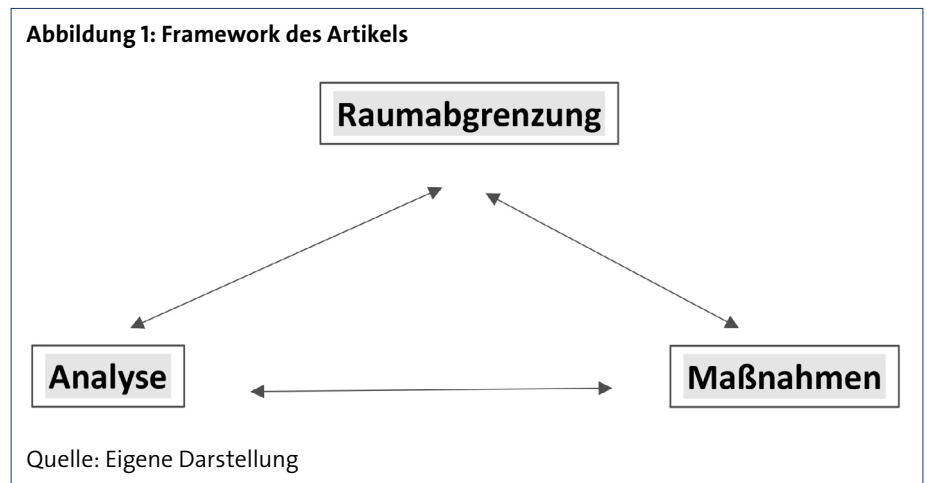 Abbildung 1: Framework des Artikels
Raumabgrenzung
Analyse
Maßnahmen
Quelle: Eigene Darstellung